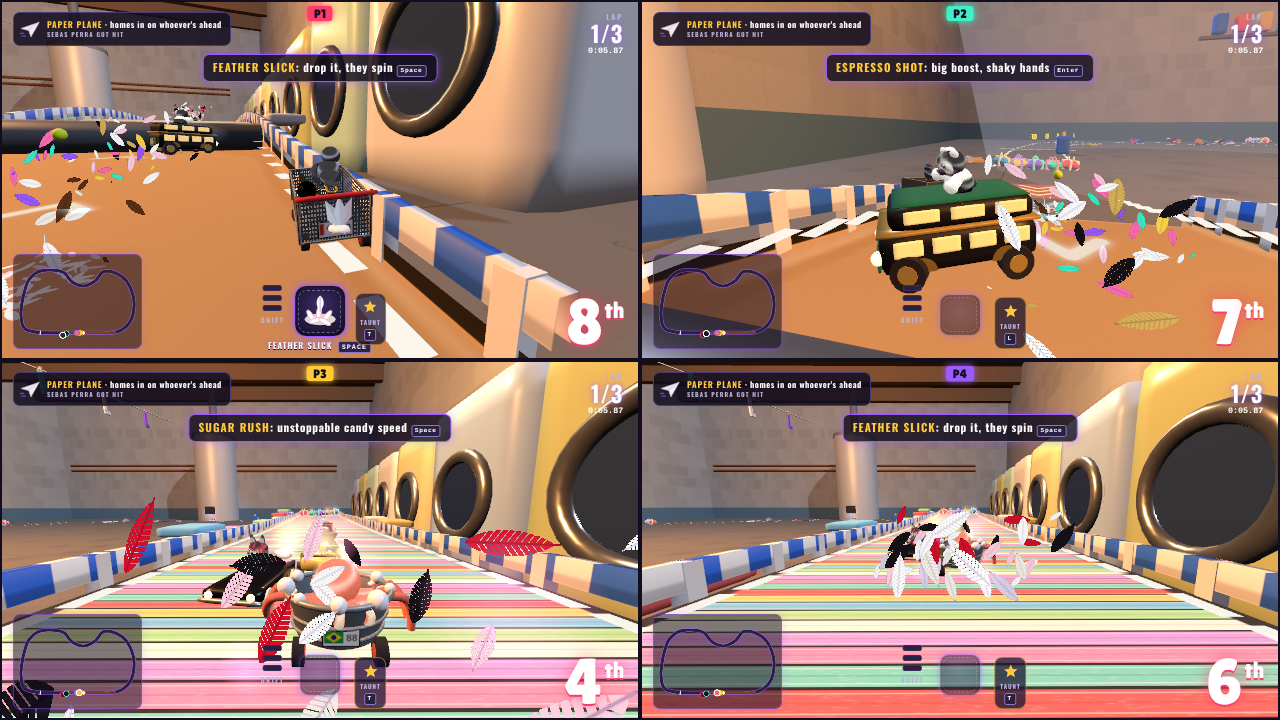 P1
PAPER PLANE · homes in on whoever's ahead
SEBAS PERRA GOT HIT
LAP
1/3
0:05.87
FEATHER SLICK: drop it, they spin Space
DRIFT
TAUNT
T
FEATHER SLICK SPACE
8th
P2
PAPER PLANE · homes in on whoever's ahead
SEBAS PERRA GOT HIT
LAP
1/3
0:05.87
ESPRESSO SHOT: big boost, shaky hands Enter
DRIFT
TAUNT
L
7th
P3
PAPER PLANE · homes in on whoever's ahead
SEBAS PERRA GOT HIT
LAP
1/3
0:05.87
SUGAR RUSH: unstoppable candy speed Space
88
DRIFT
TAUNT
T
4th
P4
PAPER PLANE · homes in on whoever's ahead
SEBAS PERRA GOT HIT
LAP
1/3
0:05.87
FEATHER SLICK: drop it, they spin Space
DRIFT
TAUNT
T
6th